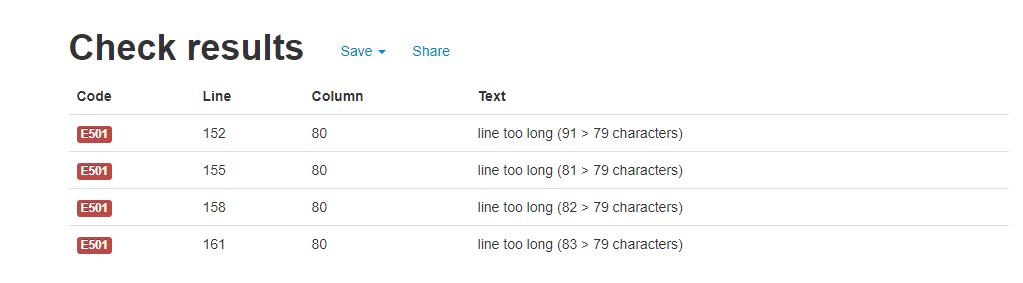 Check results Save Share
Code Line Column Text
E501 152 80 line too long (91 > 79 characters)
E501 155 80 line too long (81 > 79 characters)
E501 158 80 line too long (82 > 79 characters)
E501 161 80 line too long (83 > 79 characters)